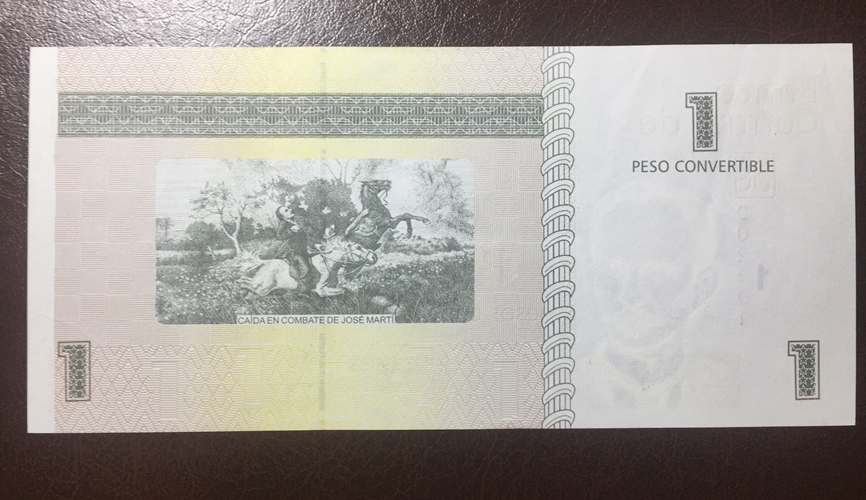 1
PESO CONVERTIBLE
CAÍDA EN COMBATE DE JOSÉ MARTÍ
1
1